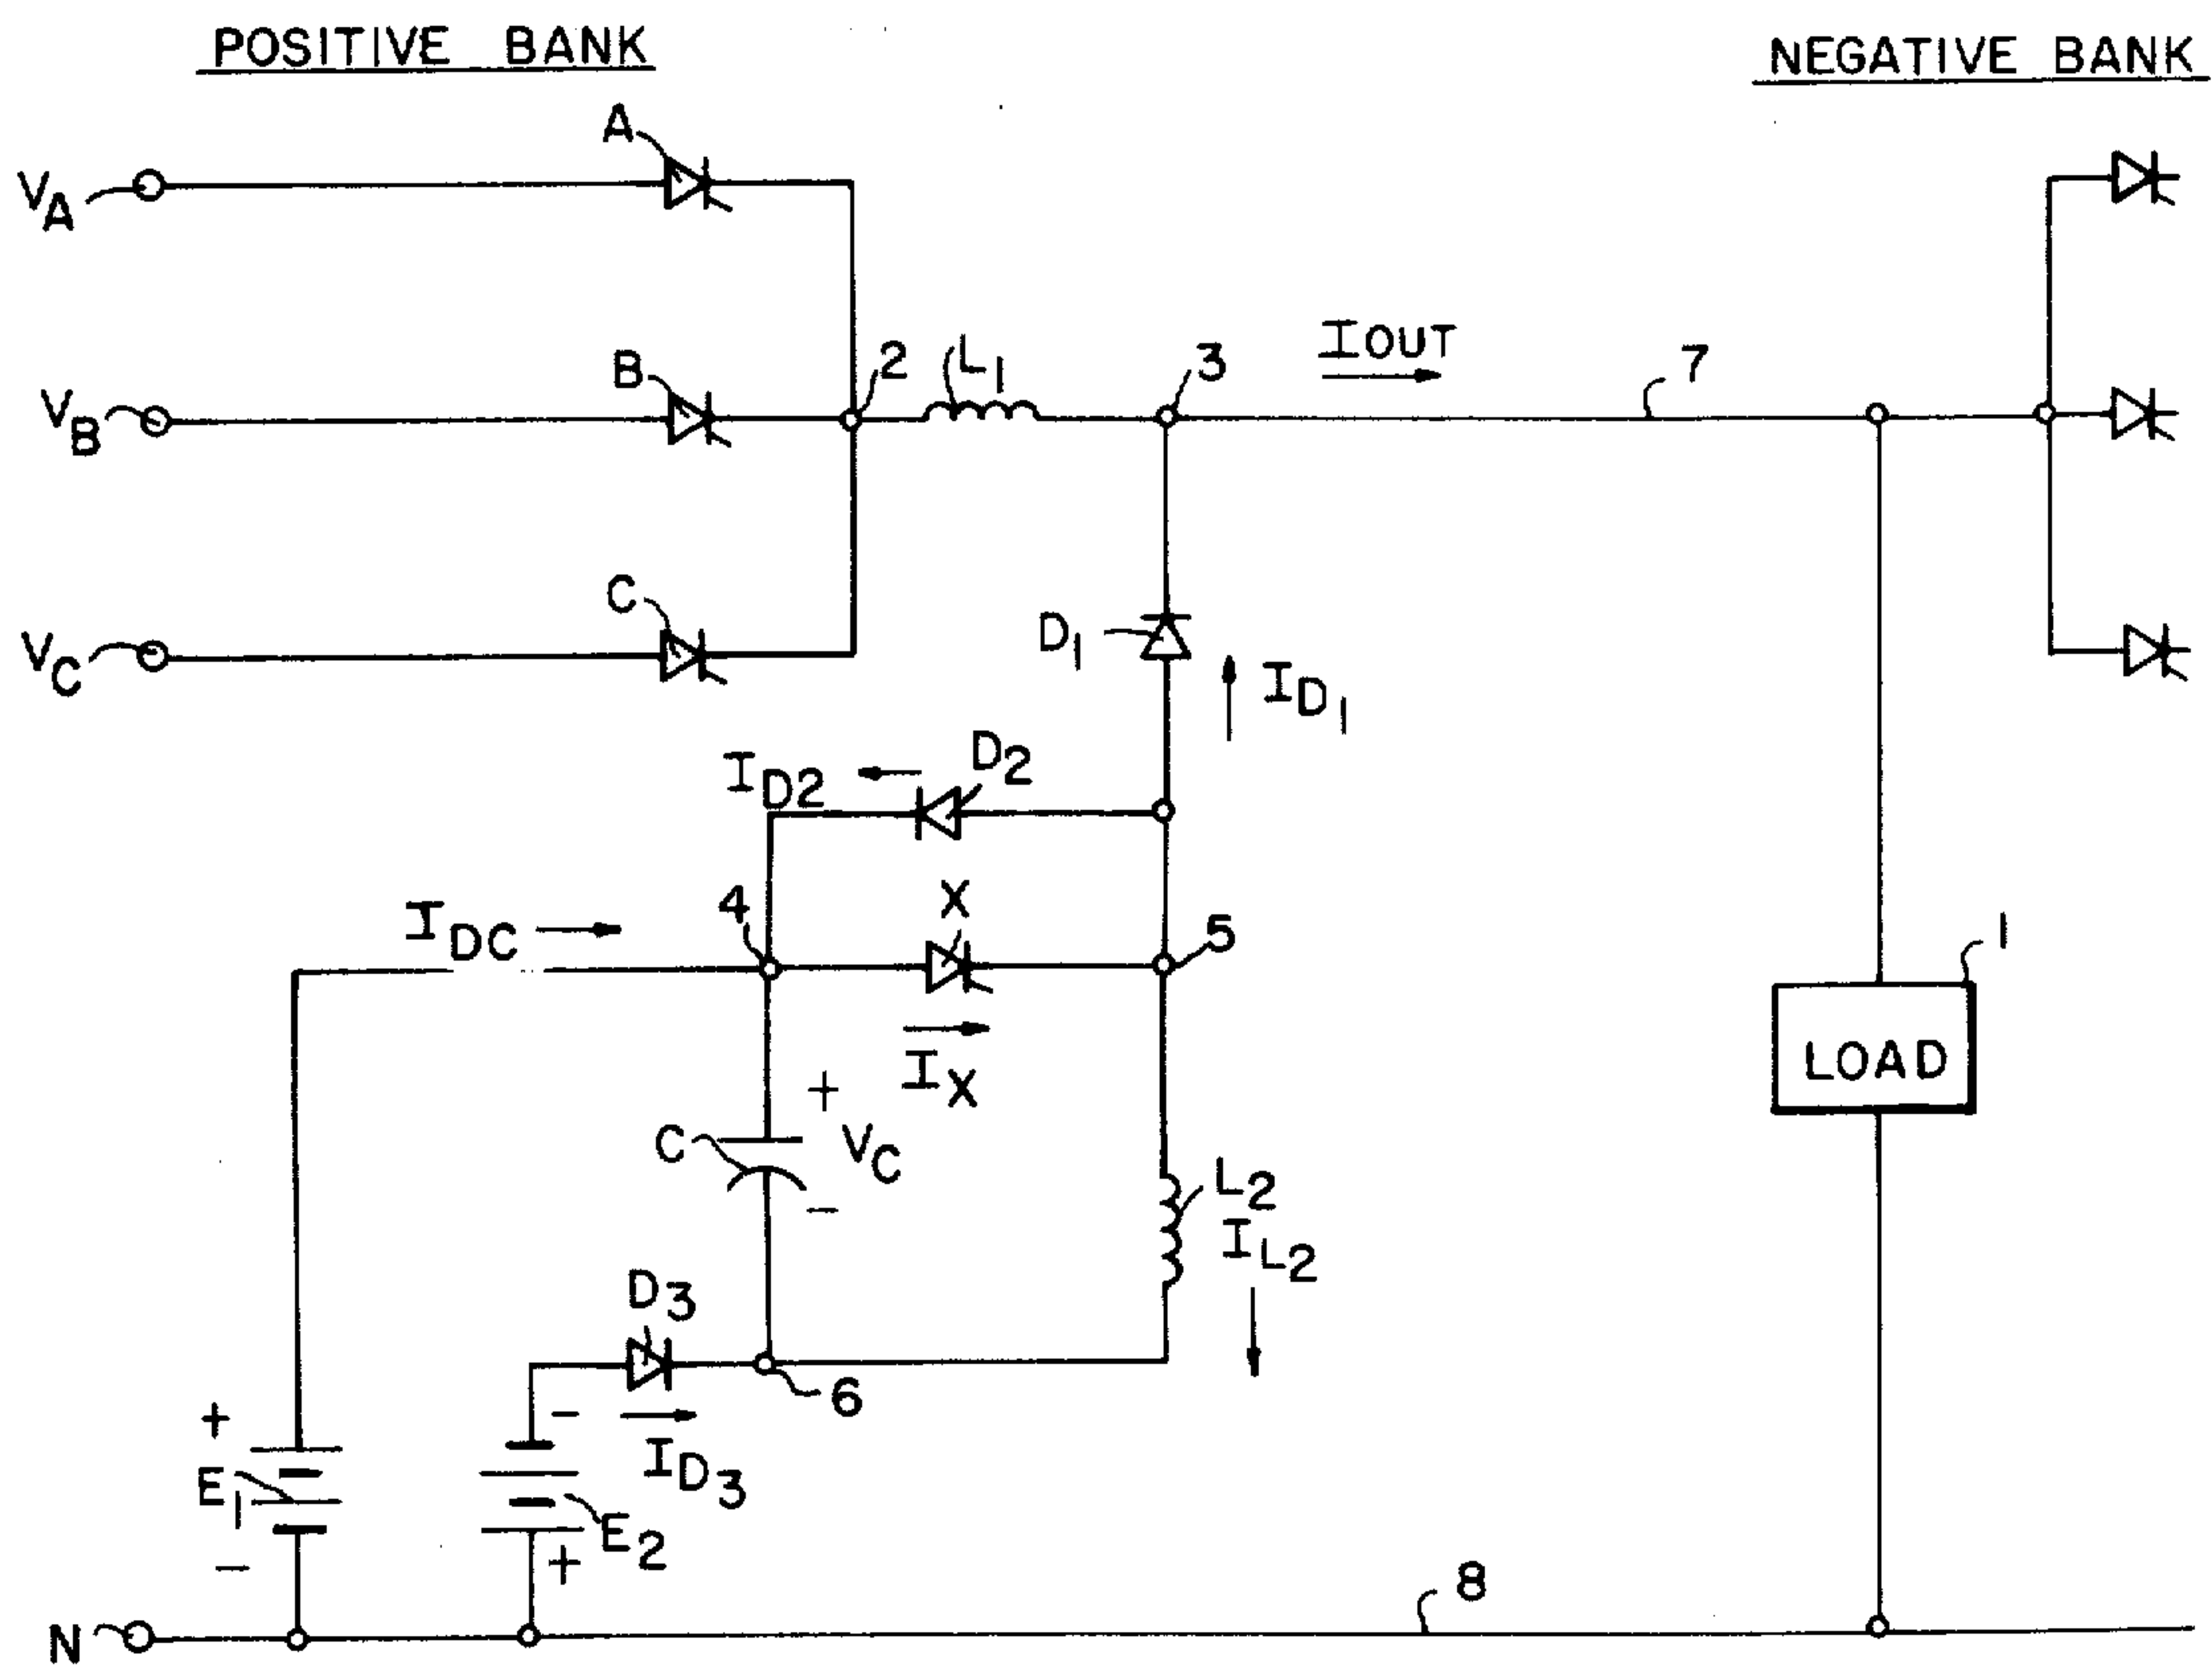 POSITIVE BANK
NEGATIVE BANK
A
VA
B
VB
2
L1
3
IOUT
7
C
VC
D1
ID1
ID2
D2
IDC
4
X
5
1
LOAD
IX
+
C
VC
-
L2
IL2
D3
6
+
-
ID3
E1
E2
-
+
8
N